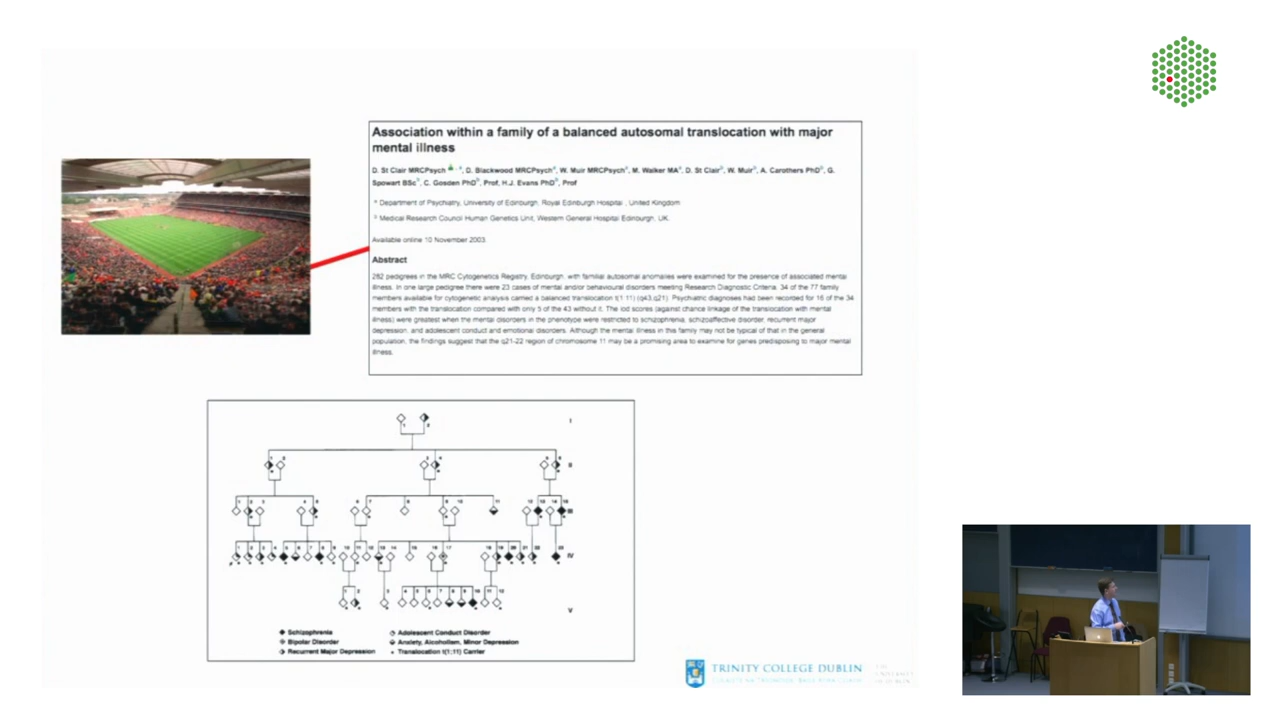 Association within a family of a balanced autosomal translocation with major
mental illness
D. St Clair MRCPsych , a, D. Blackwood MRCPsycha, W. Muir MRCPsycha, M. Walker MAa, D. St Clairb, W. Muirb, A. Carothers PhDb, G.
Spowart BScb, C. Gosden PhDb, Prof, H.J. Evans PhDb, Prof
a Department of Psychiatry, University of Edinburgh, Royal Edinburgh Hospital , United Kingdom
b Medical Research Council Human Genetics Unit, Western General Hospital Edinburgh, UK.
Available online 10 November 2003.
Abstract
282 pedigrees in the MRC Cytogenetics Registry, Edinburgh, with familial autosomal anomalies were examined for the presence of associated mental
illness. In one large pedigree there were 23 cases of mental and/or behavioural disorders meeting Research Diagnostic Criteria. 34 of the 77 family
members available for cytogenetic analysis carried a balanced translocation t(1:11) (q43,q21). Psychiatric diagnoses had been recorded for 16 of the 34
members with the translocation compared with only 5 of the 43 without it. The lod scores (against chance linkage of the translocation with mental
illness) were greatest when the mental disorders in the phenotype were restricted to schizophrenia, schizoaffective disorder, recurrent major
depression, and adolescent conduct and emotional disorders. Although the mental illness in this family may not be typical of that in the general
population, the findings suggest that the q21-22 region of chromosome 11 may be a promising area to examine for genes predisposing to major mental
illness.
I
II
III
IV
V
Schizophrenia
Bipolar Disorder
Recurrent Major Depression
Adolescent Conduct Disorder
Anxiety, Alcoholism, Minor Depression
Translocation t(1;11) Carrier
TRINITY COLLEGE DUBLIN